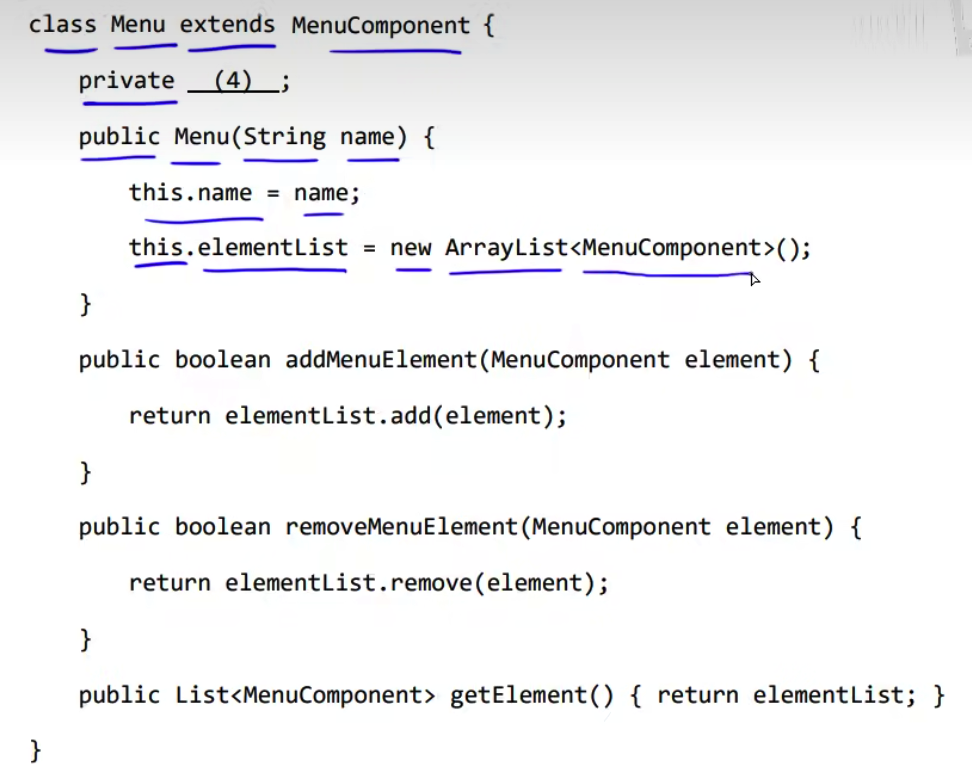 class Menu extends MenuComponent {
private __(4)__;
public Menu(String name) {
this.name = name;
this.elementList = new ArrayList<MenuComponent>();
}
public boolean addMenuElement(MenuComponent element) {
return elementList.add(element);
}
public boolean removeMenuElement(MenuComponent element) {
return elementList.remove(element);
}
public List<MenuComponent> getElement() { return elementList; }
}